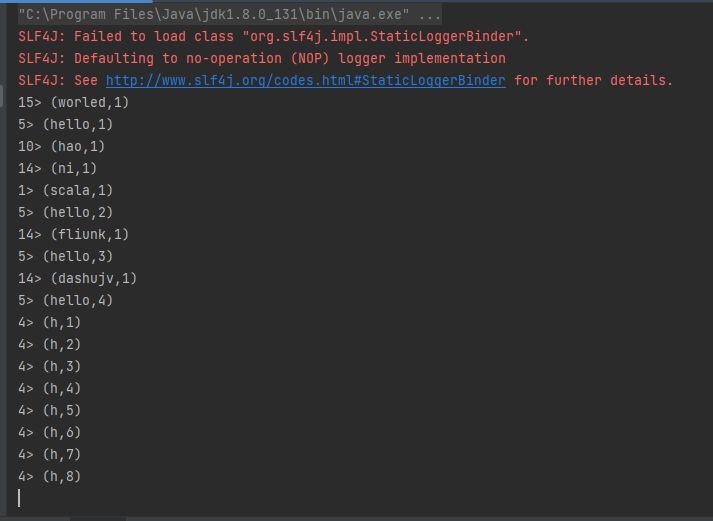 "C:\Program Files\Java\jdk1.8.0_131\bin\java.exe" ...
SLF4J: Failed to load class "org.slf4j.impl.StaticLoggerBinder".
SLF4J: Defaulting to no-operation (NOP) logger implementation
SLF4J: See http://www.slf4j.org/codes.html#StaticLoggerBinder for further details.
15> (worled,1)
5> (hello,1)
10> (hao,1)
14> (ni,1)
1> (scala,1)
5> (hello,2)
14> (fliunk,1)
5> (hello,3)
14> (dashujv,1)
5> (hello,4)
4> (h,1)
4> (h,2)
4> (h,3)
4> (h,4)
4> (h,5)
4> (h,6)
4> (h,7)
4> (h,8)